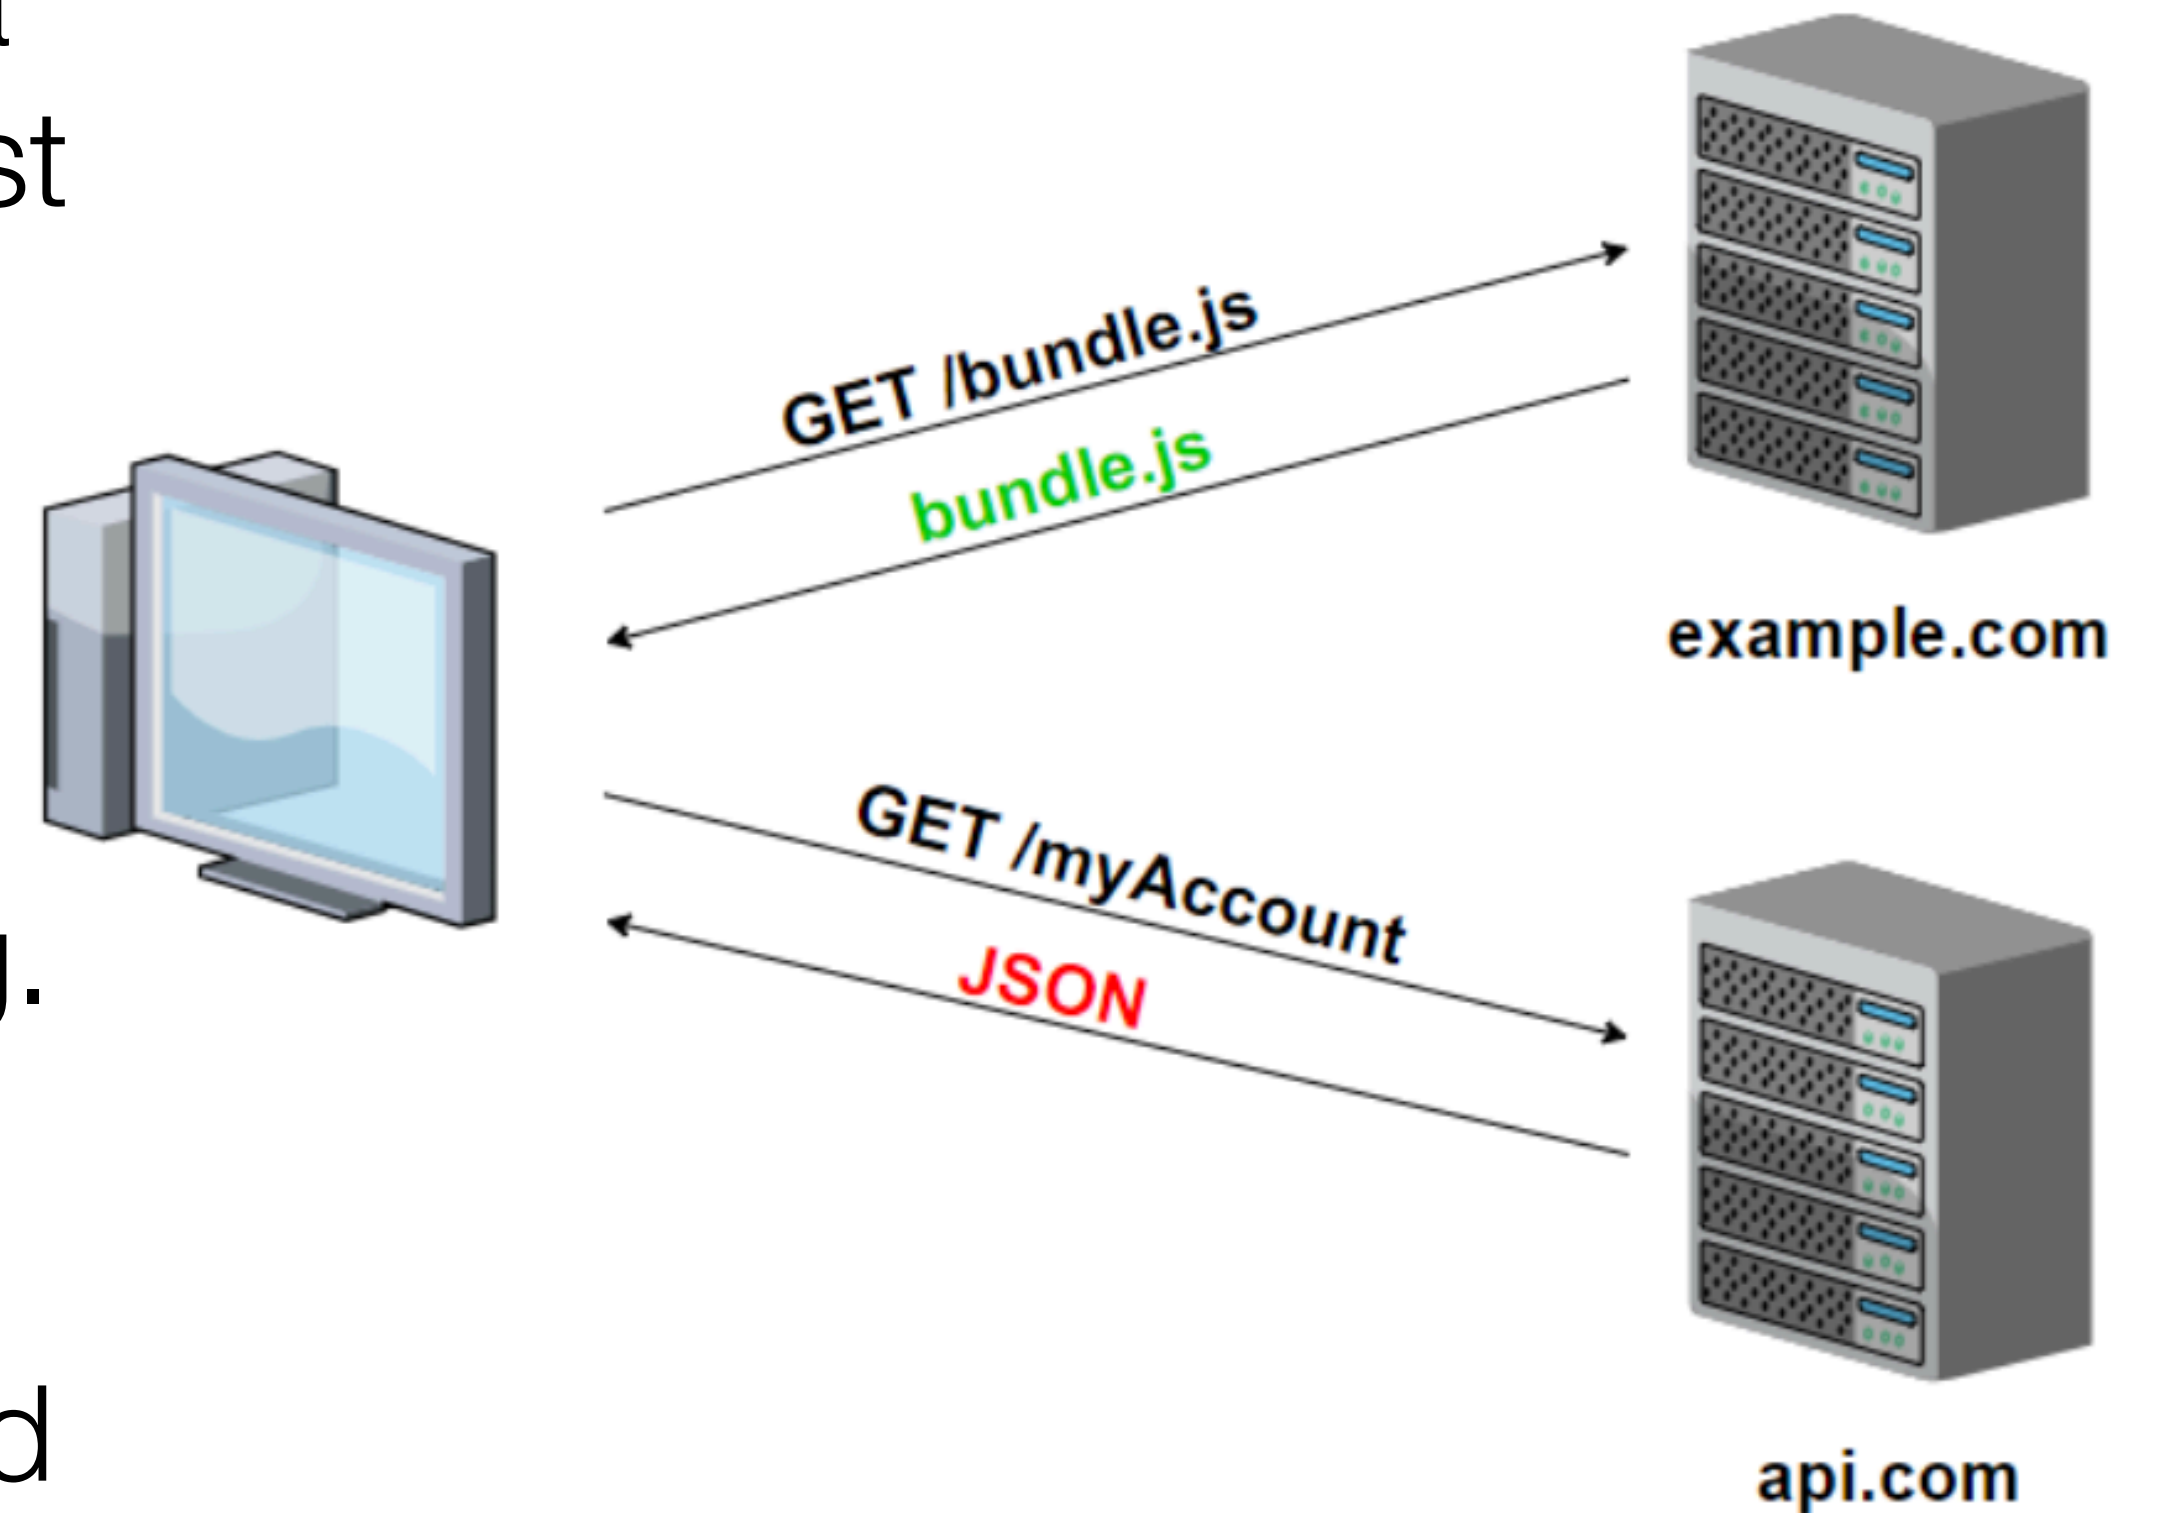 st
GET /bundle.js
bundle.js
example.com
GET /myAccount
JSON
g.
d
api.com